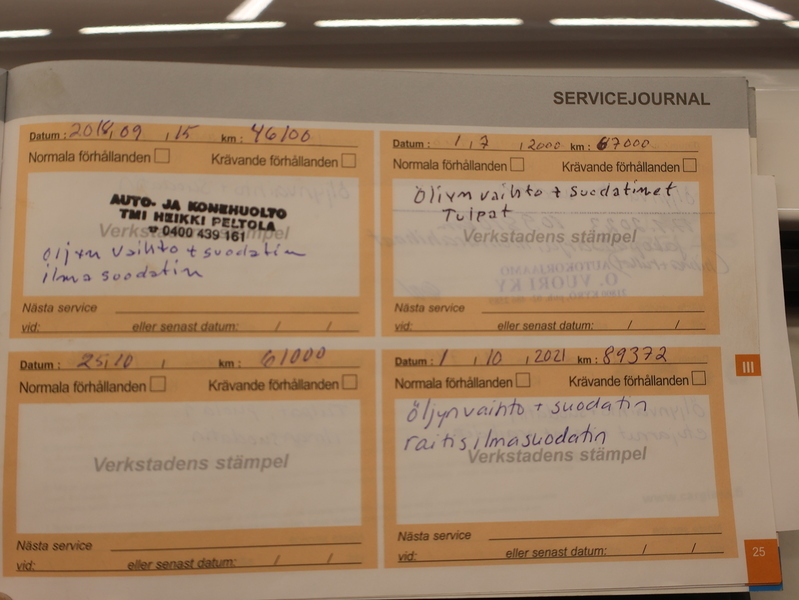 SERVICEJOURNAL
Datum : 2018, 09 , 15 km : 46100
Normala förhållanden Krävande förhållanden
AUTO- JA KONEHUOLTO
TMI HEIKKI PELTOLA
0400 439 161
Verkstadens stämpel
öljyn vaihto + suodatin
ilma suodatin
Nästa service
vid: eller senast datum: / /
Datum : 1 , 7 , 2000 km : 67000
Normala förhållanden Krävande förhållanden
öljyn vaihto + suodatimet
Tulpat
Verkstadens stämpel
Nästa service
vid: eller senast datum: / /
Datum : 25, 10 , km : 61000
Normala förhållanden Krävande förhållanden
Verkstadens stämpel
Nästa service
vid: eller senast datum: / /
Datum : 1 , 10 , 2021 km : 89372
Normala förhållanden Krävande förhållanden
öljynvaihto + suodatin
raitisilmasuodatin
Verkstadens stämpel
Nästa service
vid: eller senast datum: / /
III
25